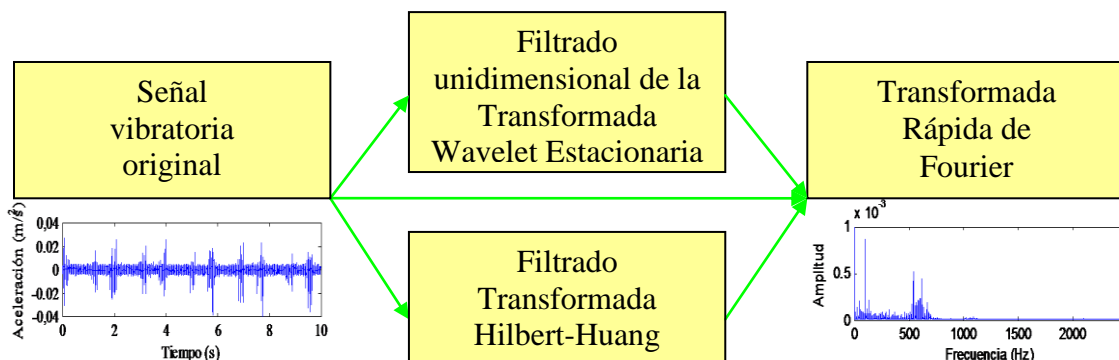 Señal
vibratoria
original
Filtrado
unidimensional de la
Transformada
Wavelet Estacionaria
Filtrado
Transformada
Hilbert-Huang
Transformada
Rápida de
Fourier
Aceleración (m/s²)
0,04
0.02
0
-0.02
-0,04
0 2 4 6 8 10
Tiempo (s)
x 10⁻³
Amplitud
1
0.5
0
0 500 1000 1500 2000
Frecuencia (Hz)